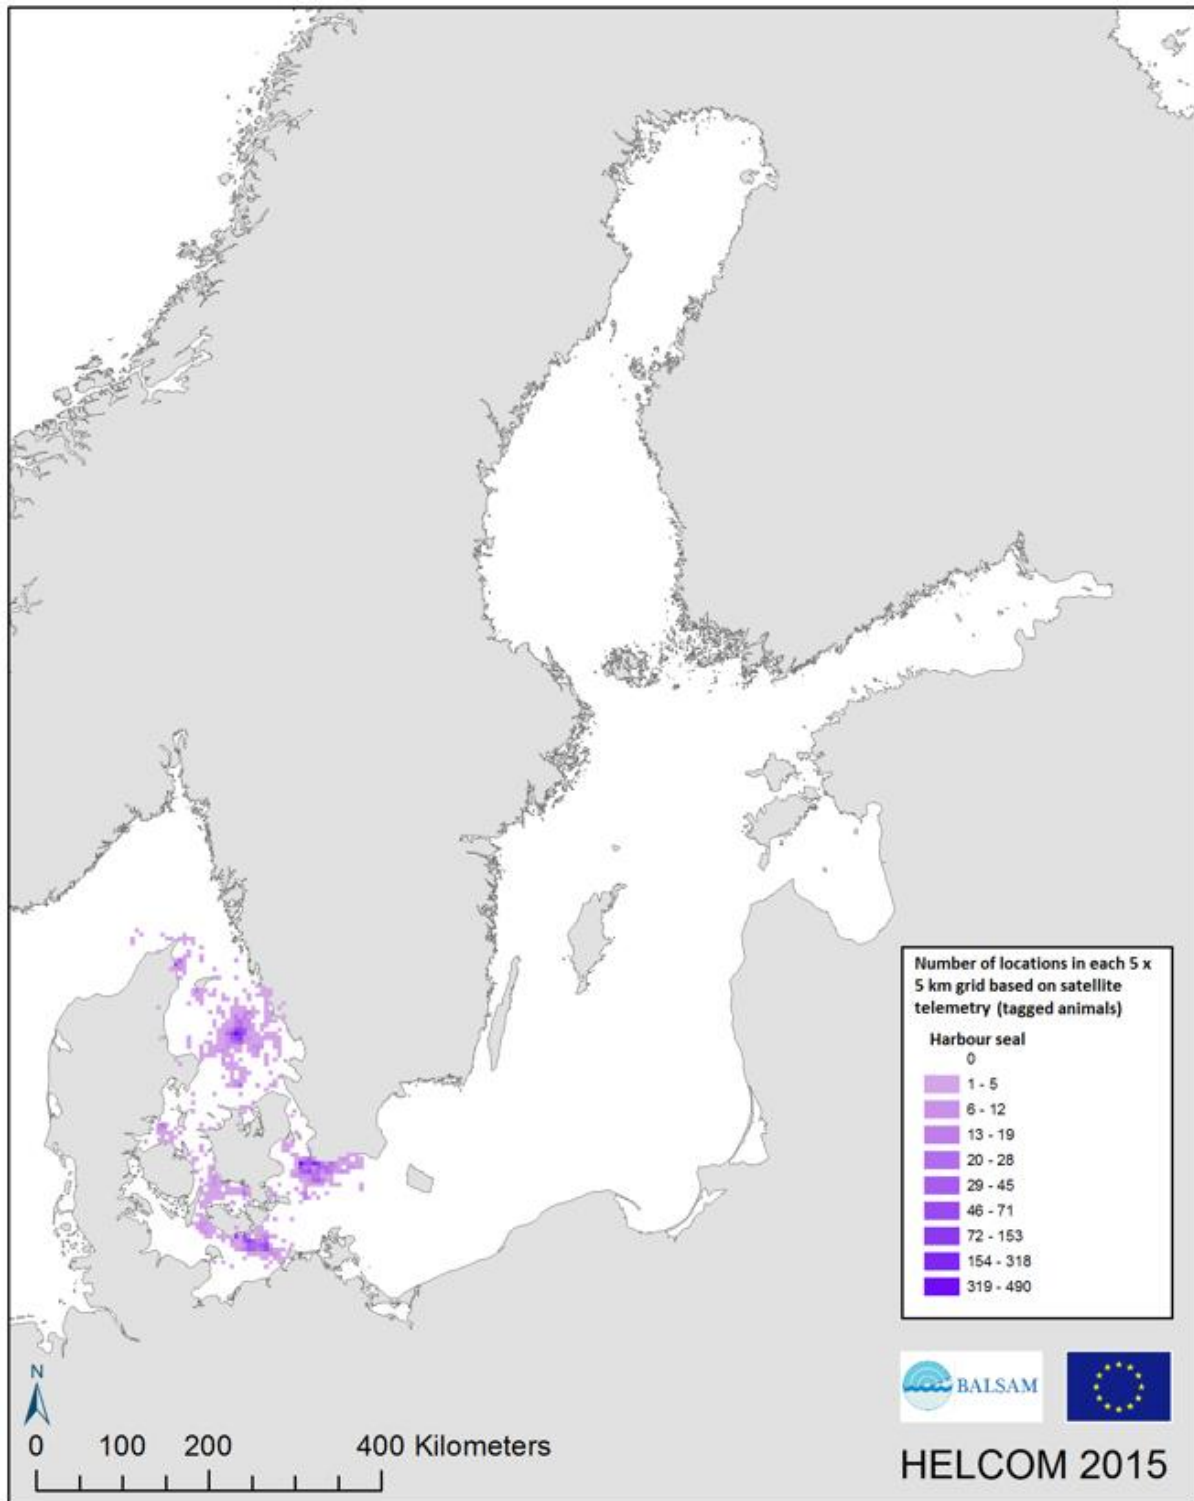 Number of locations in each 5 x
5 km grid based on satellite
telemetry (tagged animals)
Harbour seal
0
1 - 5
6 - 12
13 - 19
20 - 28
29 - 45
46 - 71
72 - 153
154 - 318
319 - 490
BALSAM
N
0 100 200 400 Kilometers
HELCOM 2015